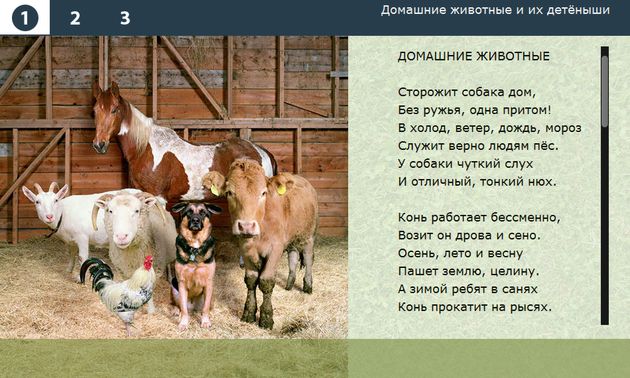 1 2 3
Домашние животные и их детёныши
ДОМАШНИЕ ЖИВОТНЫЕ
Сторожит собака дом,
Без ружья, одна притом!
В холод, ветер, дождь, мороз
Служит верно людям пёс.
У собаки чуткий слух
И отличный, тонкий нюх.
Конь работает бессменно,
Возит он дрова и сено.
Осень, лето и весну
Пашет землю, целину.
А зимой ребят в санях
Конь прокатит на рысях.